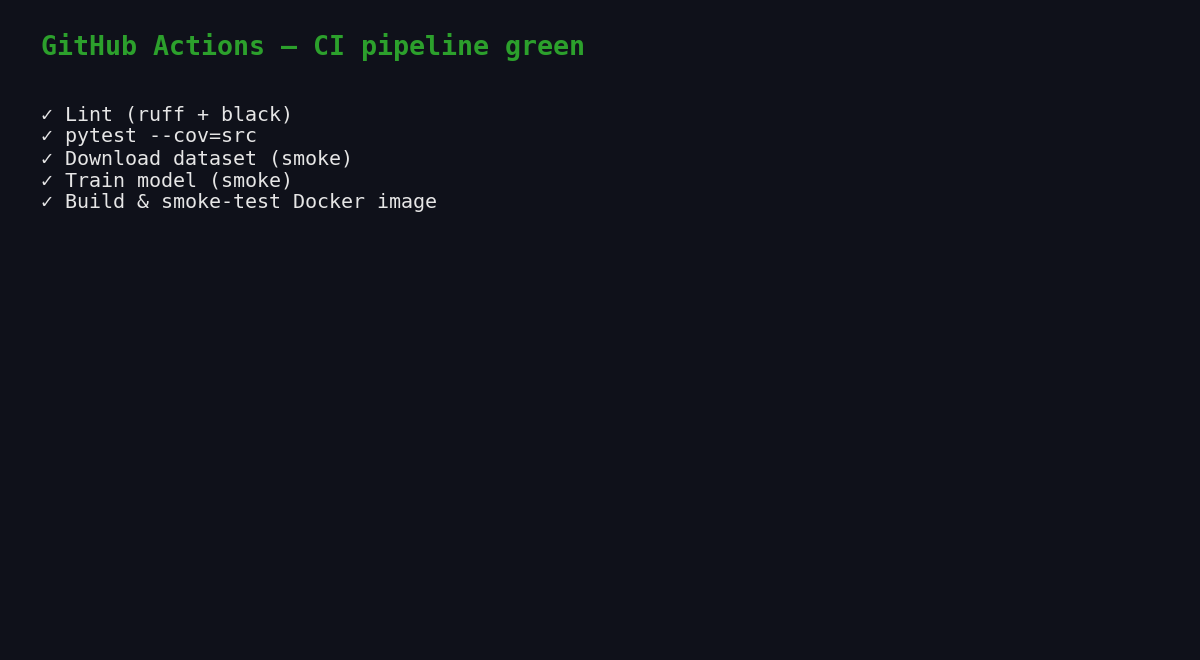 GitHub Actions — CI pipeline green
✓ Lint (ruff + black)
✓ pytest --cov=src
✓ Download dataset (smoke)
✓ Train model (smoke)
✓ Build & smoke-test Docker image